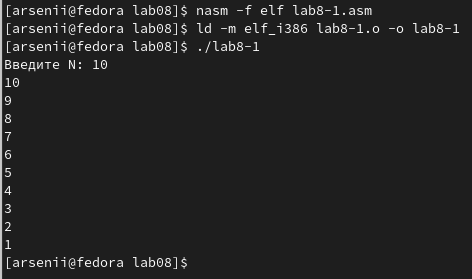 [arsenii@fedora lab08]$ nasm -f elf lab8-1.asm
[arsenii@fedora lab08]$ ld -m elf_i386 lab8-1.o -o lab8-1
[arsenii@fedora lab08]$ ./lab8-1
Введите N: 10
10
9
8
7
6
5
4
3
2
1
[arsenii@fedora lab08]$